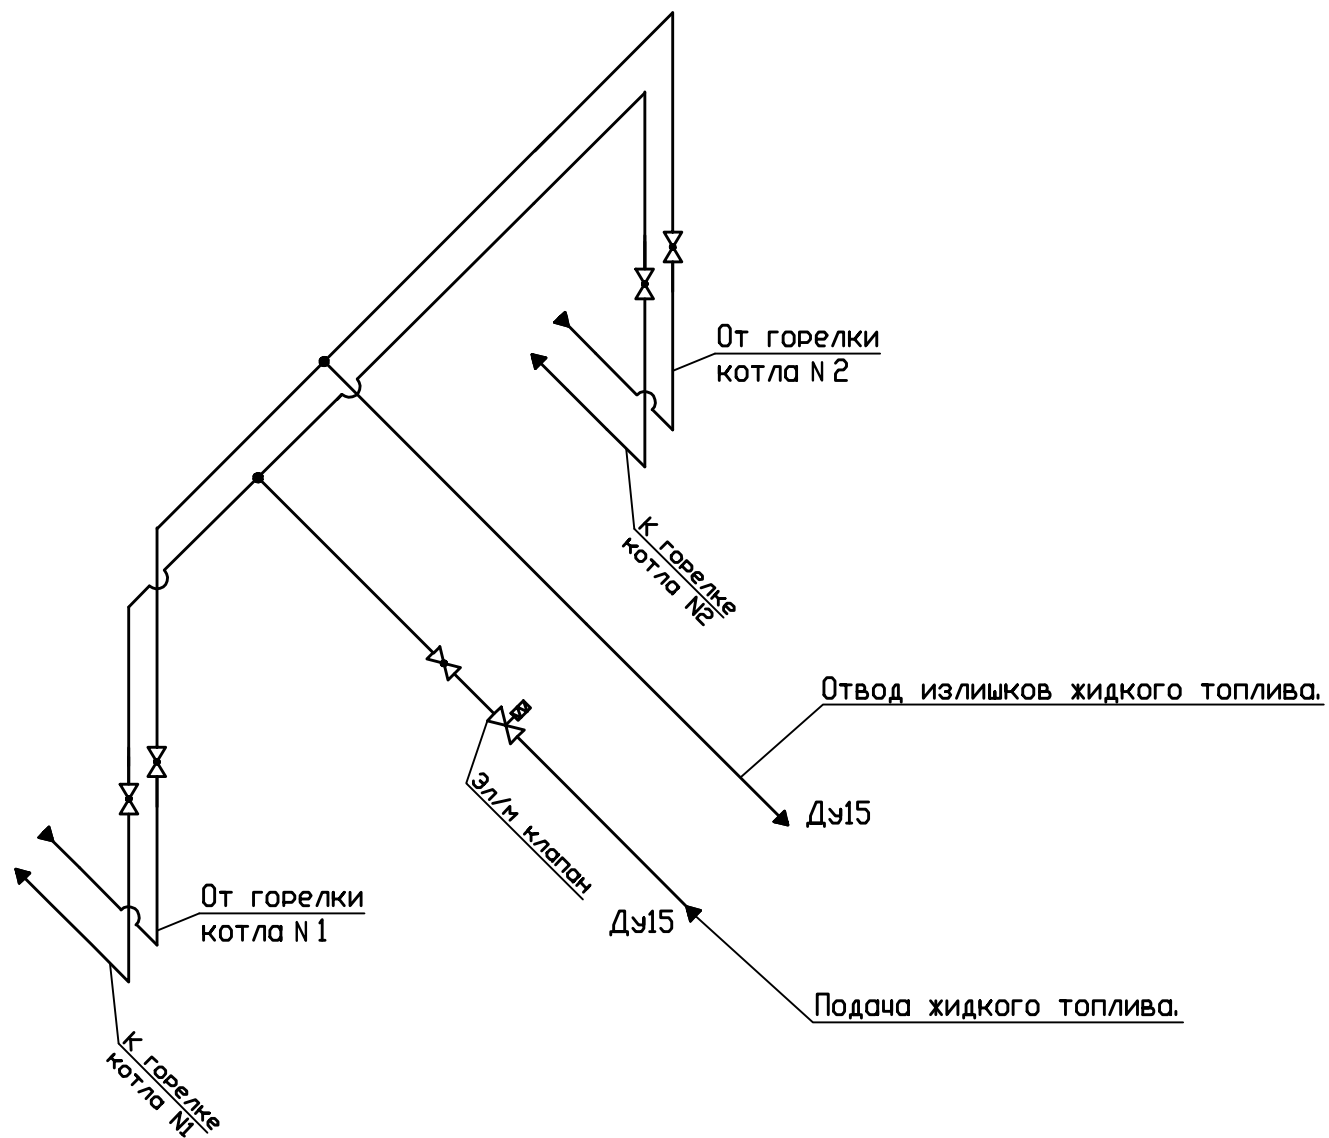 От горелки
котла N 2
К горелке
котла N2
Отвод излишков жидкого топлива.
Ду15
Эл/м клапан
От горелки
котла N 1
Ду15
Подача жидкого топлива.
К горелке
котла N1